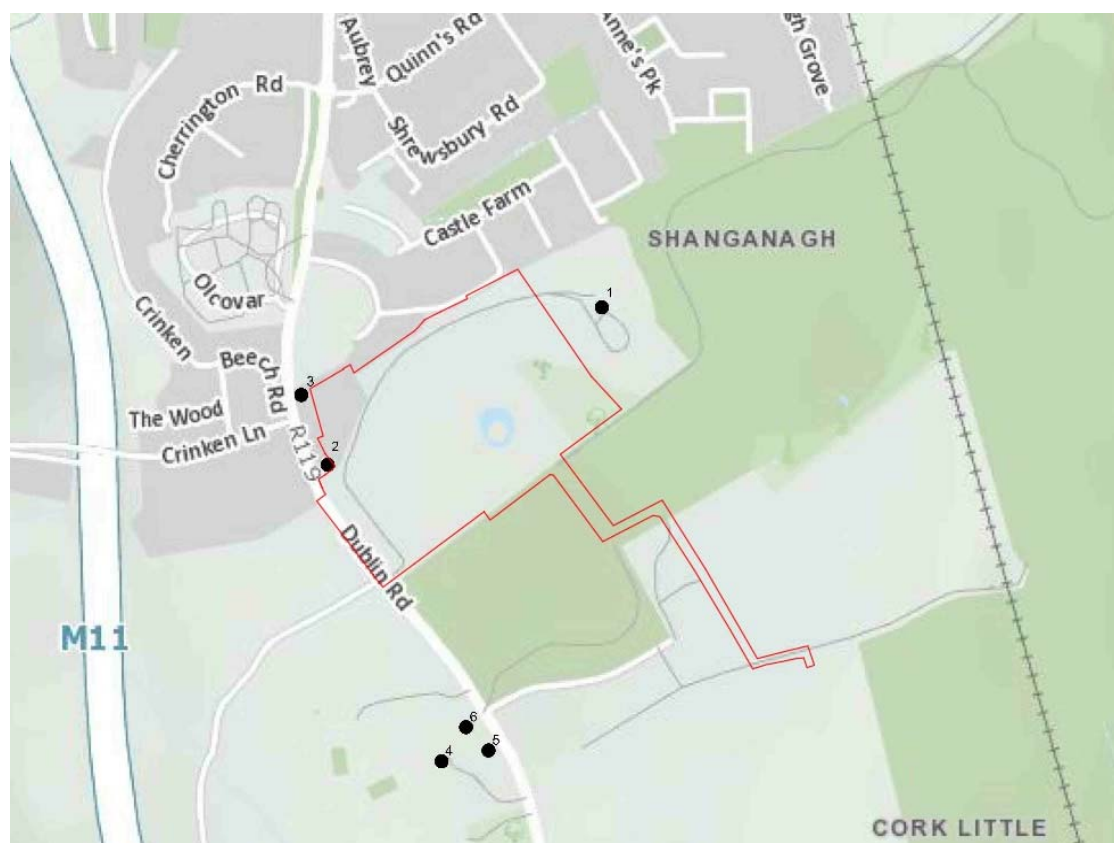 Aubrey
Quinn's Rd
Anne's Pk
gh Grove
Cherrington Rd
Shrewsbury Rd
Castle Farm
SHANGANAGH
Olcovar
1
Crinken
Beech Rd
3
The Wood
Crinken Ln
R119
2
Dublin Rd
M11
6
5
4
CORK LITTLE